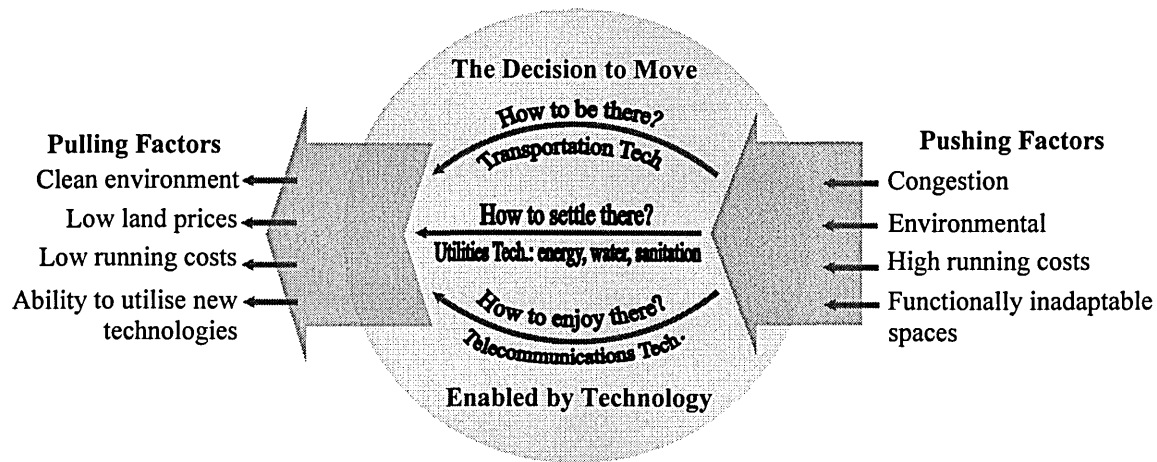 The Decision to Move
How to be there?
Transportation Tech
How to settle there?
Utilities Tech.: energy, water, sanitation
How to enjoy there?
Telecommunications Tech.
Enabled by Technology
Pulling Factors
Clean environment
Low land prices
Low running costs
Ability to utilise new
technologies
Pushing Factors
Congestion
Environmental
High running costs
Functionally inadaptable
spaces